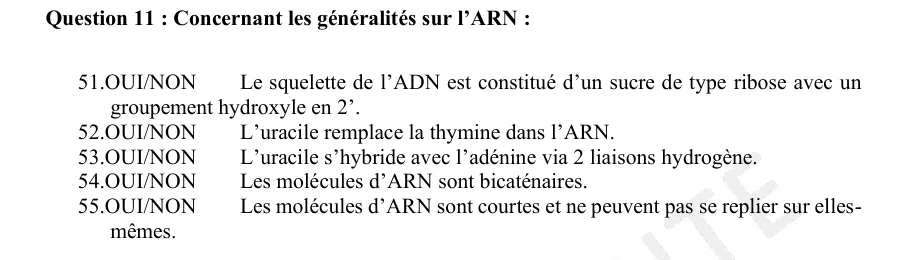 Question 11 : Concernant les généralités sur l’ARN :
51.OUI/NON Le squelette de l’ADN est constitué d’un sucre de type ribose avec un
groupement hydroxyle en 2’.
52.OUI/NON L’uracile remplace la thymine dans l’ARN.
53.OUI/NON L’uracile s’hybride avec l’adénine via 2 liaisons hydrogène.
54.OUI/NON Les molécules d’ARN sont bicaténaires.
55.OUI/NON Les molécules d’ARN sont courtes et ne peuvent pas se replier sur elles-
mêmes.